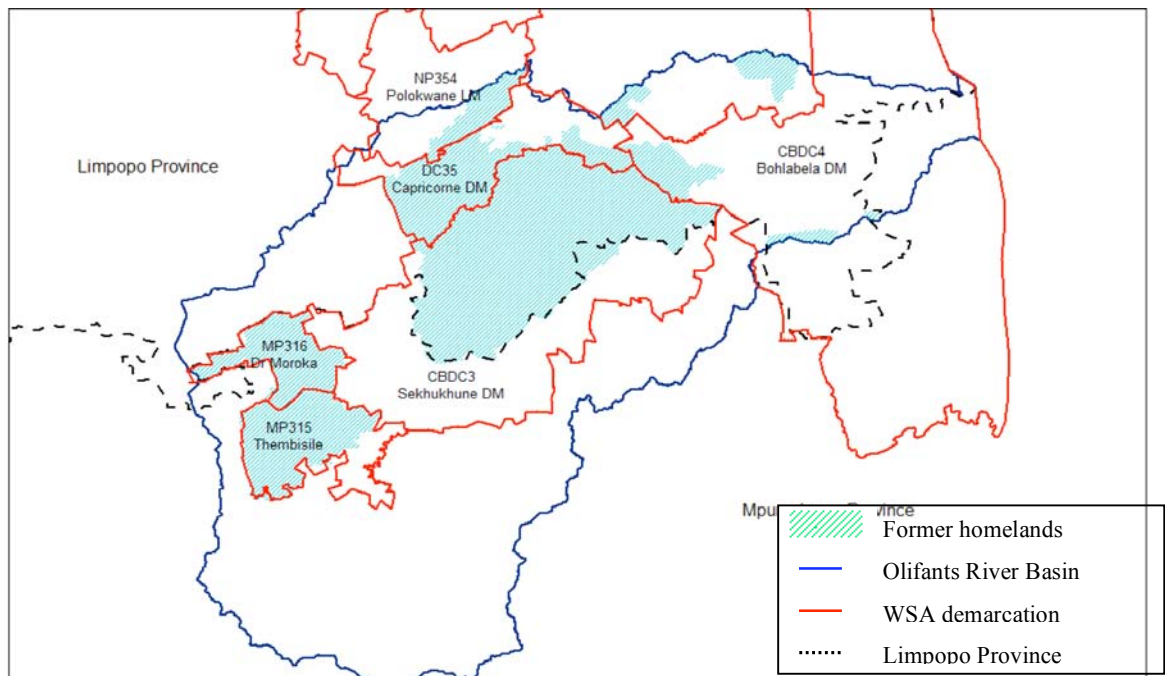 NP354
Polokwane LM
Limpopo Province
DC35
Capricorne DM
CBDC4
Bohlabela DM
MP316
Dr Moroka
CBDC3
Sekhukhune DM
MP315
Thembisile
Former homelands
Olifants River Basin
WSA demarcation
Limpopo Province